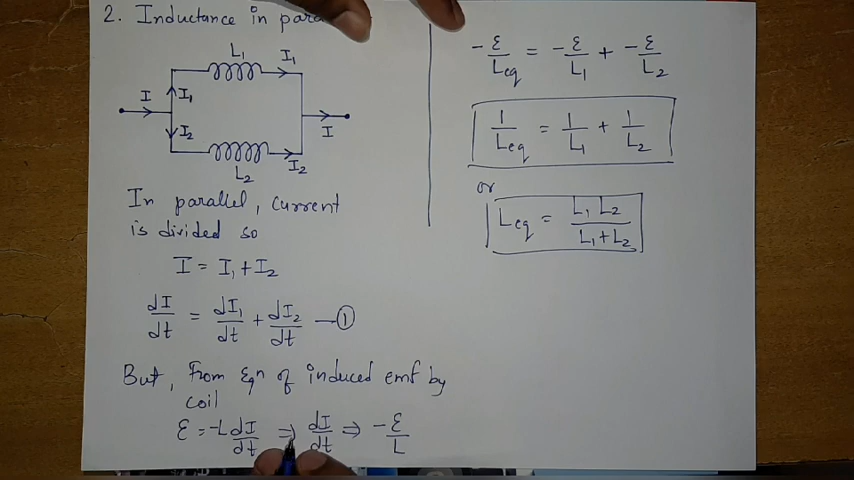 2. Inductance in para
L₁
I₁
I
I₁
I₂
I
L₂
I₂
In parallel, current
is divided so
I = I₁ + I₂
dI/dt = dI₁/dt + dI₂/dt —①
But, From Eqⁿ of induced emf by
coil
ℰ = -L dI/dt ⇒ dI/dt ⇒ -ℰ/L
-ℰ/Leq = -ℰ/L₁ + -ℰ/L₂
1/Leq = 1/L₁ + 1/L₂
or
Leq = L₁ L₂/L₁+L₂